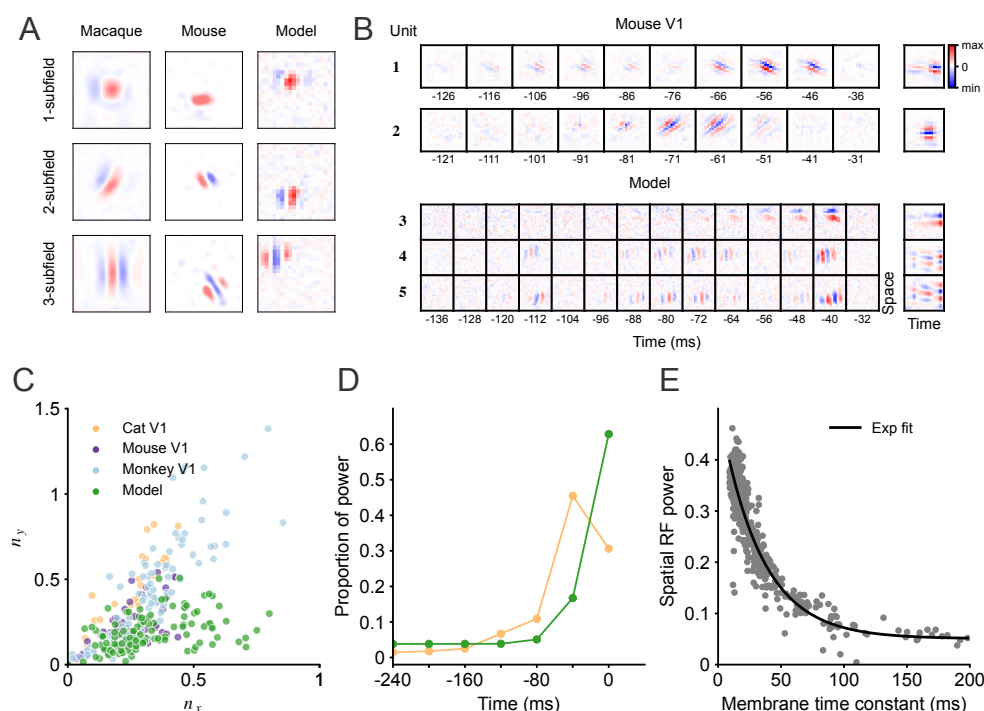 A
Macaque Mouse Model
1-subfield
2-subfield
3-subfield
B
Unit
Mouse V1
1
-126 -116 -106 -96 -86 -76 -66 -56 -46 -36
max
0
min
2
-121 -111 -101 -91 -81 -71 -61 -51 -41 -31
Model
3
4
5
-136 -128 -120 -112 -104 -96 -88 -80 -72 -64 -56 -48 -40 -32
Time (ms)
Space
Time
C
1.5
1
0.5
0
n_y
Cat V1
Mouse V1
Monkey V1
Model
0 0.5 1
n_x
D
Proportion of power
0.6
0.5
0.4
0.3
0.2
0.1
0
-240 -160 -80 0
Time (ms)
E
Exp fit
Spatial RF power
0.4
0.3
0.2
0.1
0
0 50 100 150 200
Membrane time constant (ms)